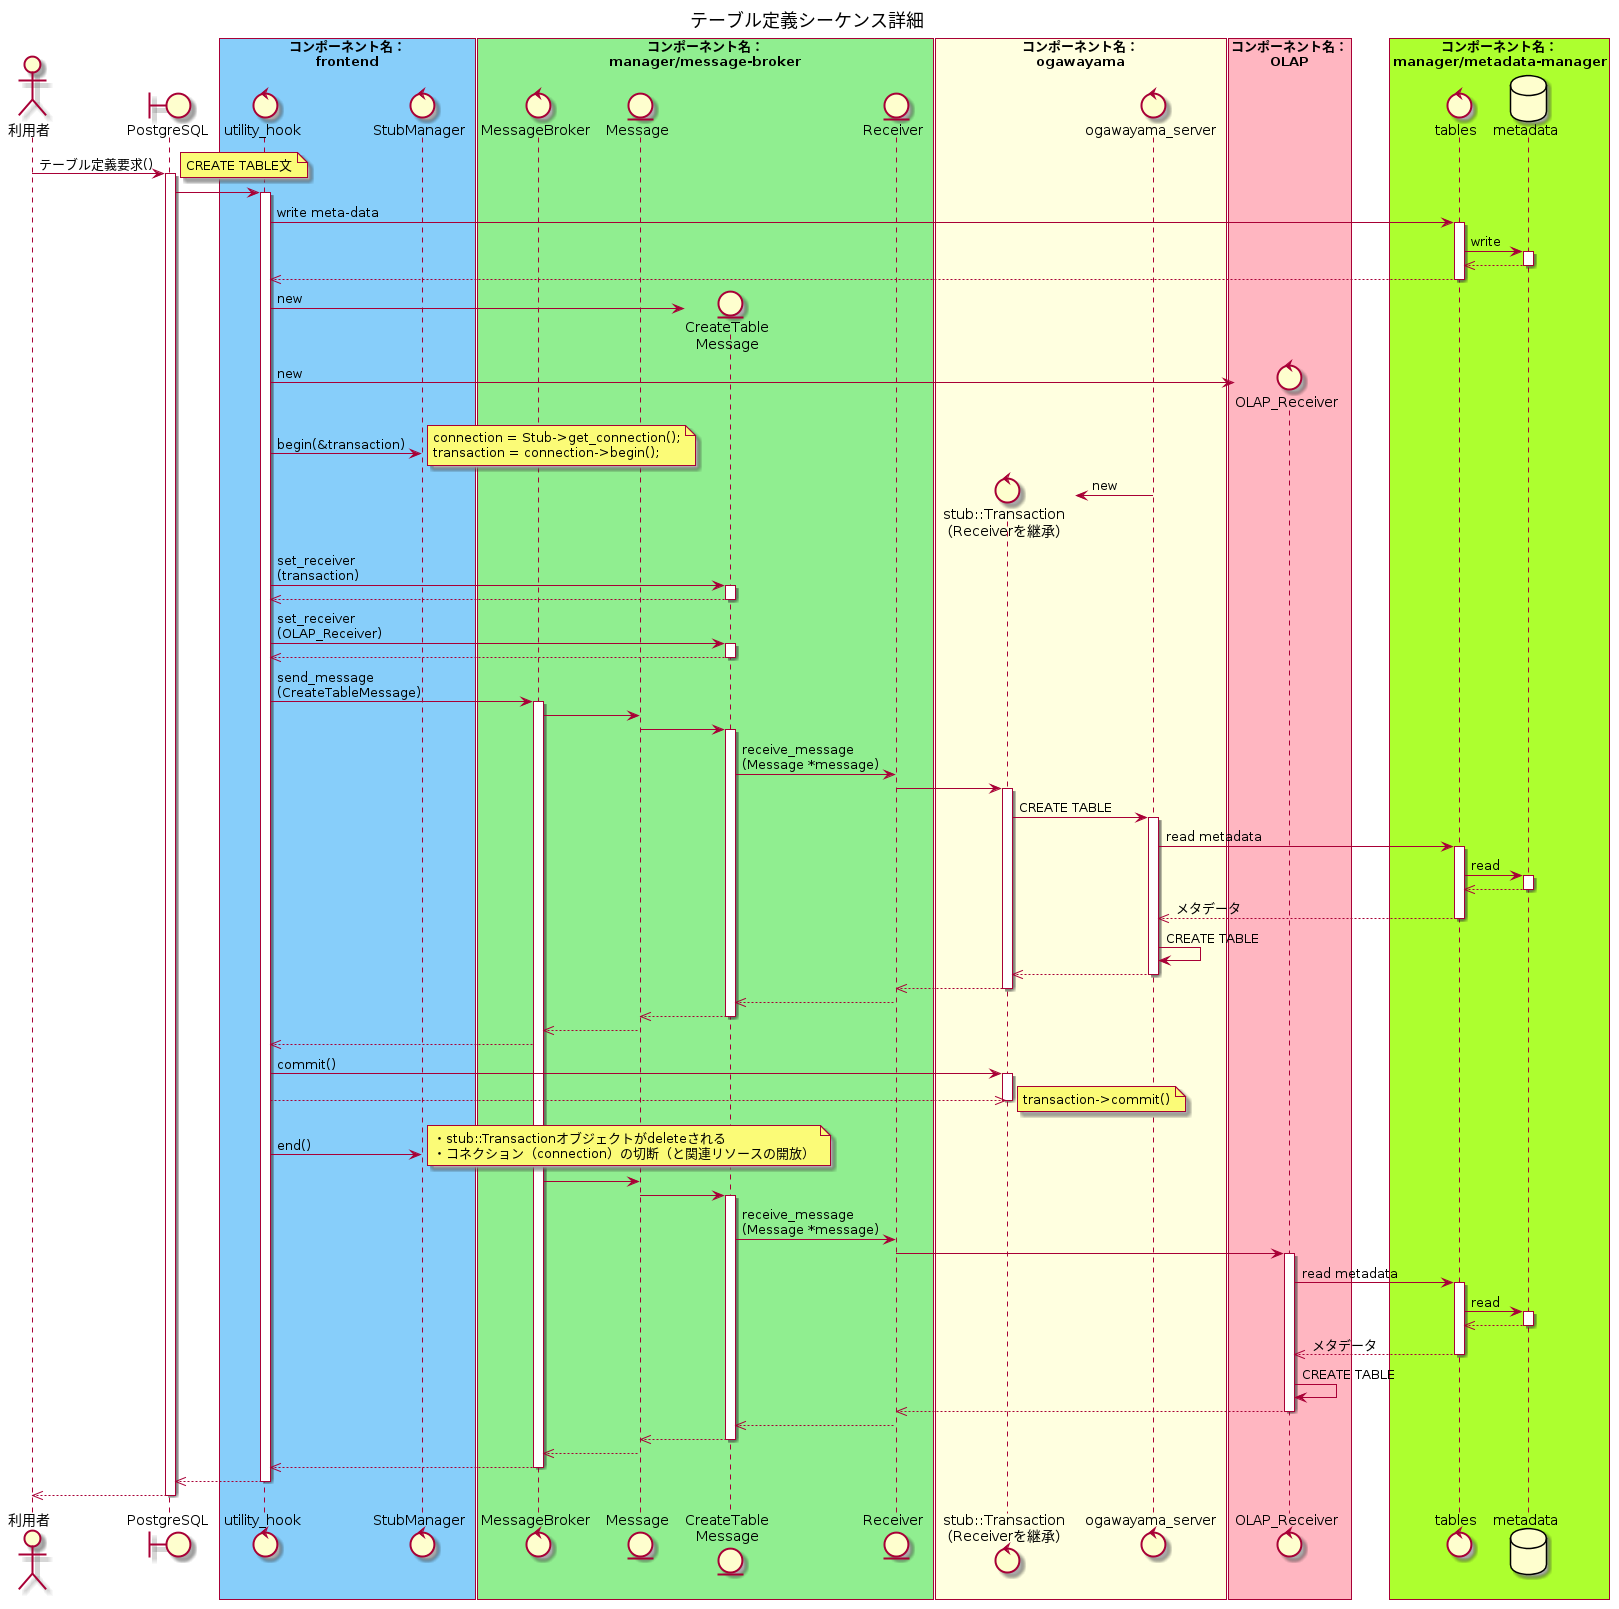 テーブル定義シーケンス詳細
コンポーネント名：
frontend
コンポーネント名：
manager/message-broker
コンポーネント名：
ogawayama
コンポーネント名：
OLAP
コンポーネント名：
manager/metadata-manager
利用者
PostgreSQL
utility_hook
StubManager
MessageBroker
Message
Receiver
ogawayama_server
tables
metadata
テーブル定義要求()
CREATE TABLE文
write meta-data
write
new
CreateTable
Message
new
OLAP_Receiver
begin(&transaction)
connection = Stub->get_connection();
transaction = connection->begin();
new
stub::Transaction
(Receiverを継承)
set_receiver
(transaction)
set_receiver
(OLAP_Receiver)
send_message
(CreateTableMessage)
receive_message
(Message *message)
CREATE TABLE
read metadata
read
メタデータ
CREATE TABLE
commit()
transaction->commit()
end()
・stub::Transactionオブジェクトがdeleteされる
・コネクション（connection）の切断（と関連リソースの開放）
receive_message
(Message *message)
read metadata
read
メタデータ
CREATE TABLE
利用者
PostgreSQL
utility_hook
StubManager
MessageBroker
Message
CreateTable
Message
Receiver
stub::Transaction
(Receiverを継承)
ogawayama_server
OLAP_Receiver
tables
metadata